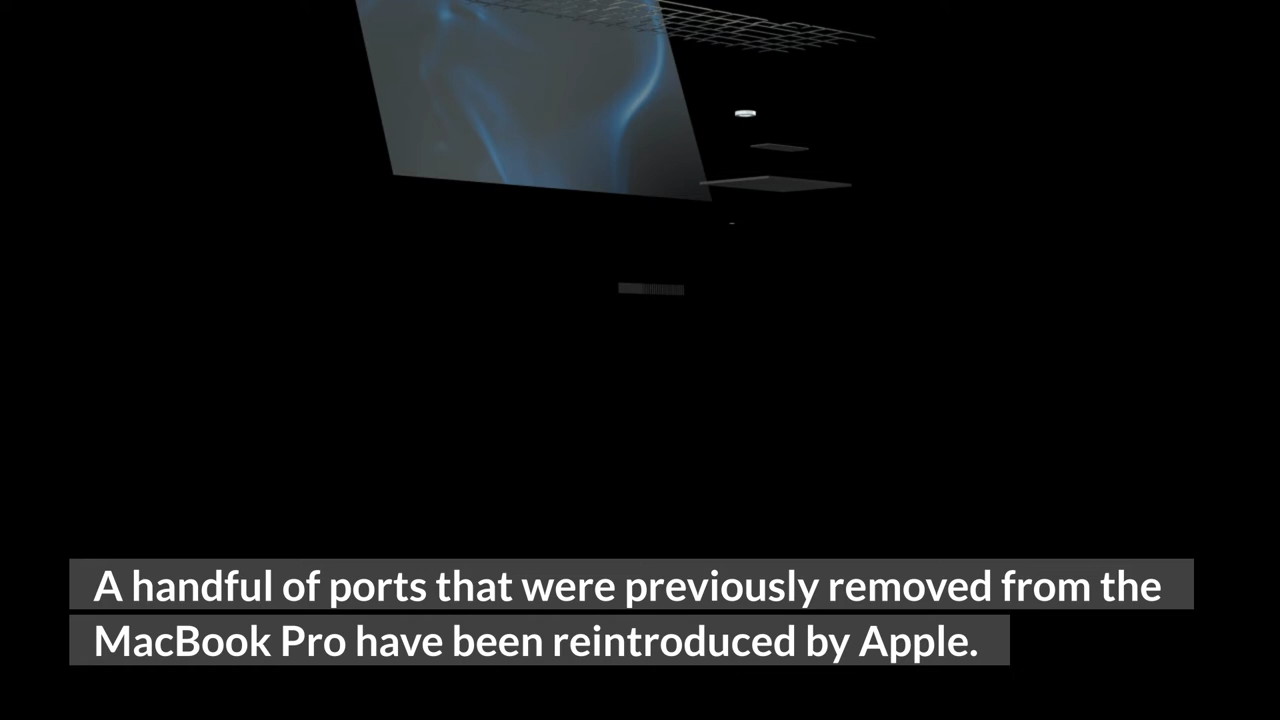 A handful of ports that were previously removed from the
MacBook Pro have been reintroduced by Apple.